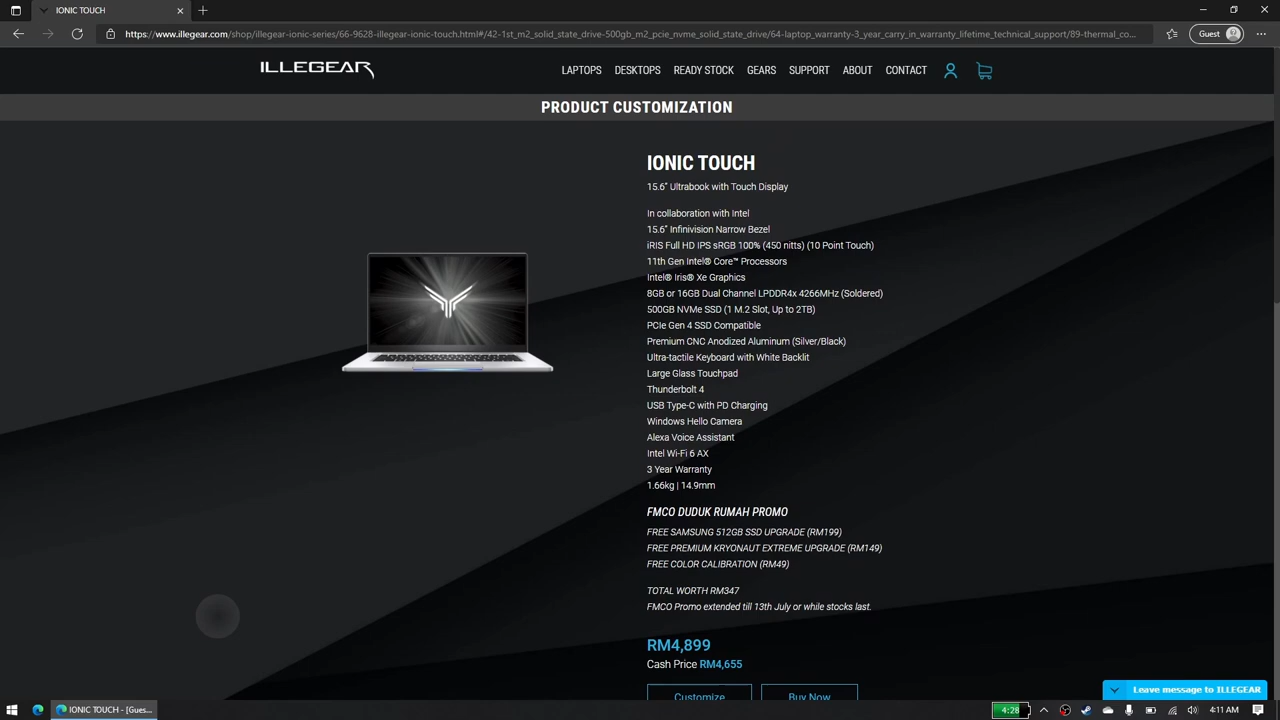 IONIC TOUCH
https://www.illegear.com/shop/illegear-ionic-series/66-9628-illegear-ionic-touch.html#/42-1st_m2_solid_state_drive-500gb_m2_pcie_nvme_solid_state_drive/64-laptop_warranty-3_year_carry_in_warranty_lifetime_technical_support/89-thermal_co...
Guest
ILLEGEAR
LAPTOPS DESKTOPS READY STOCK GEARS SUPPORT ABOUT CONTACT
PRODUCT CUSTOMIZATION
IONIC TOUCH
15.6" Ultrabook with Touch Display
In collaboration with Intel
15.6" Infinivision Narrow Bezel
iRIS Full HD IPS sRGB 100% (450 nitts) (10 Point Touch)
11th Gen Intel® Core™ Processors
Intel® Iris® Xe Graphics
8GB or 16GB Dual Channel LPDDR4x 4266MHz (Soldered)
500GB NVMe SSD (1 M.2 Slot, Up to 2TB)
PCIe Gen 4 SSD Compatible
Premium CNC Anodized Aluminum (Silver/Black)
Ultra-tactile Keyboard with White Backlit
Large Glass Touchpad
Thunderbolt 4
USB Type-C with PD Charging
Windows Hello Camera
Alexa Voice Assistant
Intel Wi-Fi 6 AX
3 Year Warranty
1.66kg | 14.9mm
FMCO DUDUK RUMAH PROMO
FREE SAMSUNG 512GB SSD UPGRADE (RM199)
FREE PREMIUM KRYONAUT EXTREME UPGRADE (RM149)
FREE COLOR CALIBRATION (RM49)
TOTAL WORTH RM347
FMCO Promo extended till 13th July or while stocks last.
RM4,899
Cash Price RM4,655
Customize Buy Now
Leave message to ILLEGEAR
IONIC TOUCH - [Gues...
4:28
4:11 AM